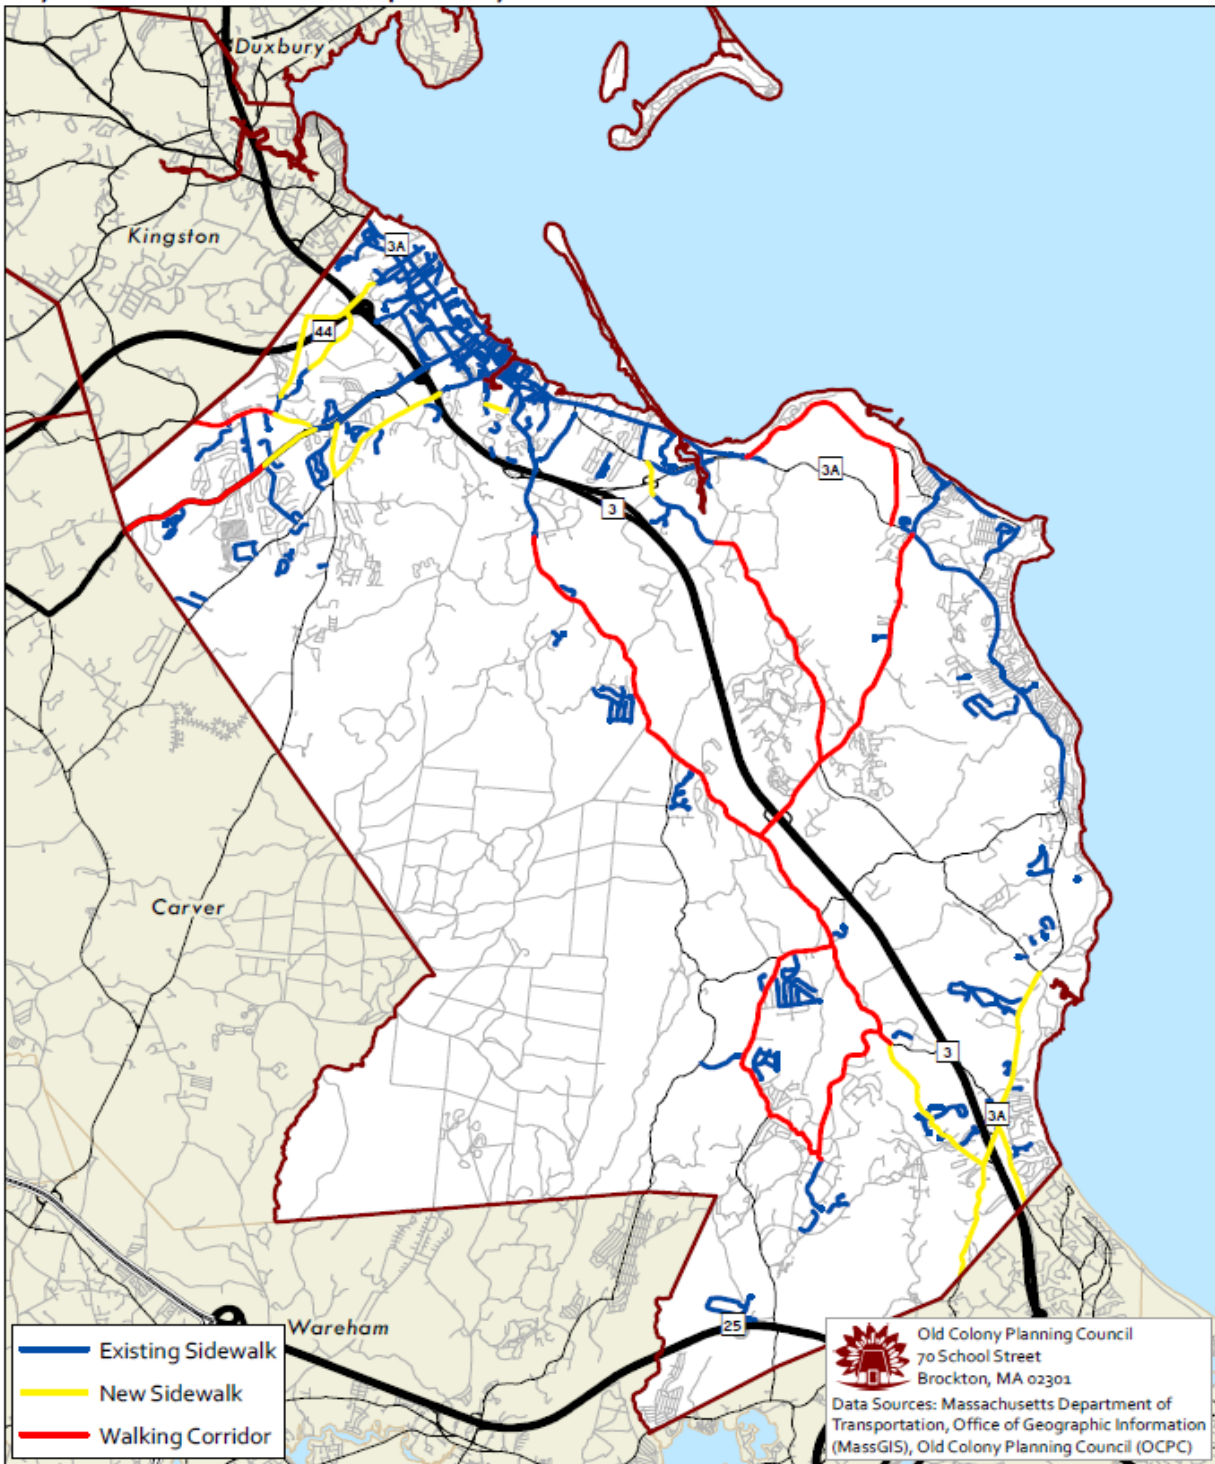 Duxbury
Kingston
3A
44
3A
3
Carver
3
3A
Wareham
25
Existing Sidewalk
New Sidewalk
Walking Corridor
Old Colony Planning Council
70 School Street
Brockton, MA 02301
Data Sources: Massachusetts Department of
Transportation, Office of Geographic Information
(MassGIS), Old Colony Planning Council (OCPC)